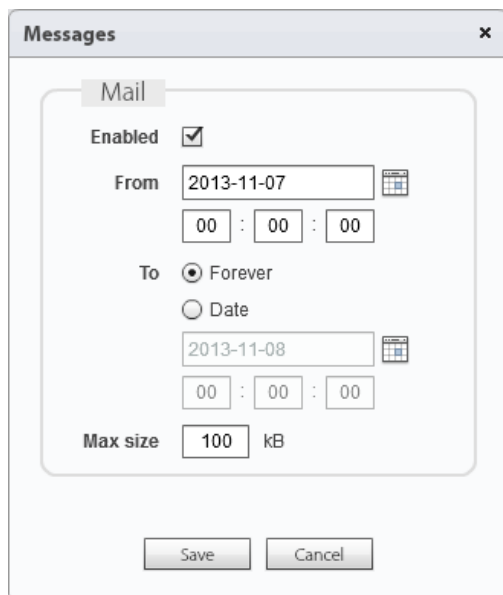 Messages
Mail
Enabled
From 2013-11-07
00 : 00 : 00
To Forever
Date
2013-11-08
00 : 00 : 00
Max size 100 kB
Save Cancel